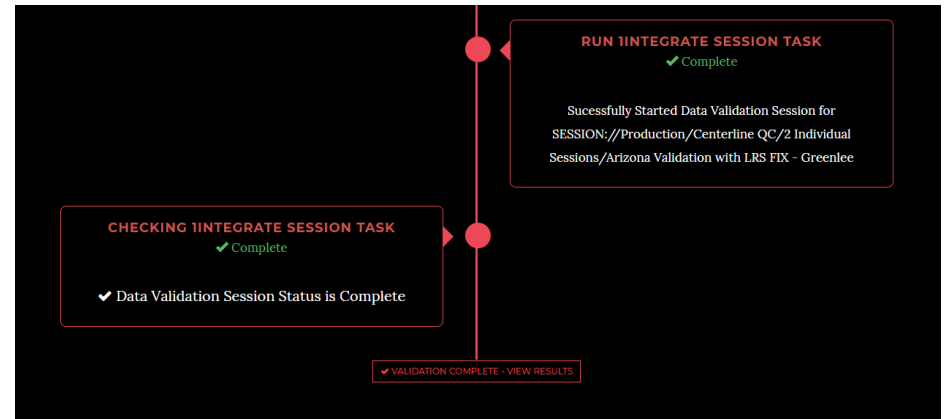 RUN 1INTEGRATE SESSION TASK
✔ Complete
Sucessfully Started Data Validation Session for
SESSION://Production/Centerline QC/2 Individual
Sessions/Arizona Validation with LRS FIX - Greenlee
CHECKING 1INTEGRATE SESSION TASK
✔ Complete
✔ Data Validation Session Status is Complete
✔ VALIDATION COMPLETE - VIEW RESULTS